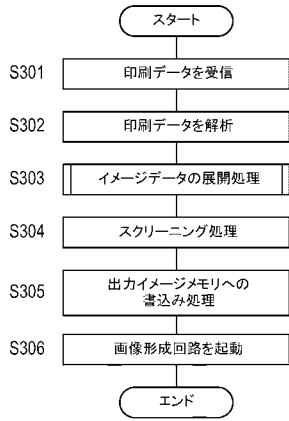 スタート
S301
印刷データを受信
S302
印刷データを解析
S303
イメージデータの展開処理
S304
スクリーニング処理
S305
出力イメージメモリへの
書込み処理
S306
画像形成回路を起動
エンド